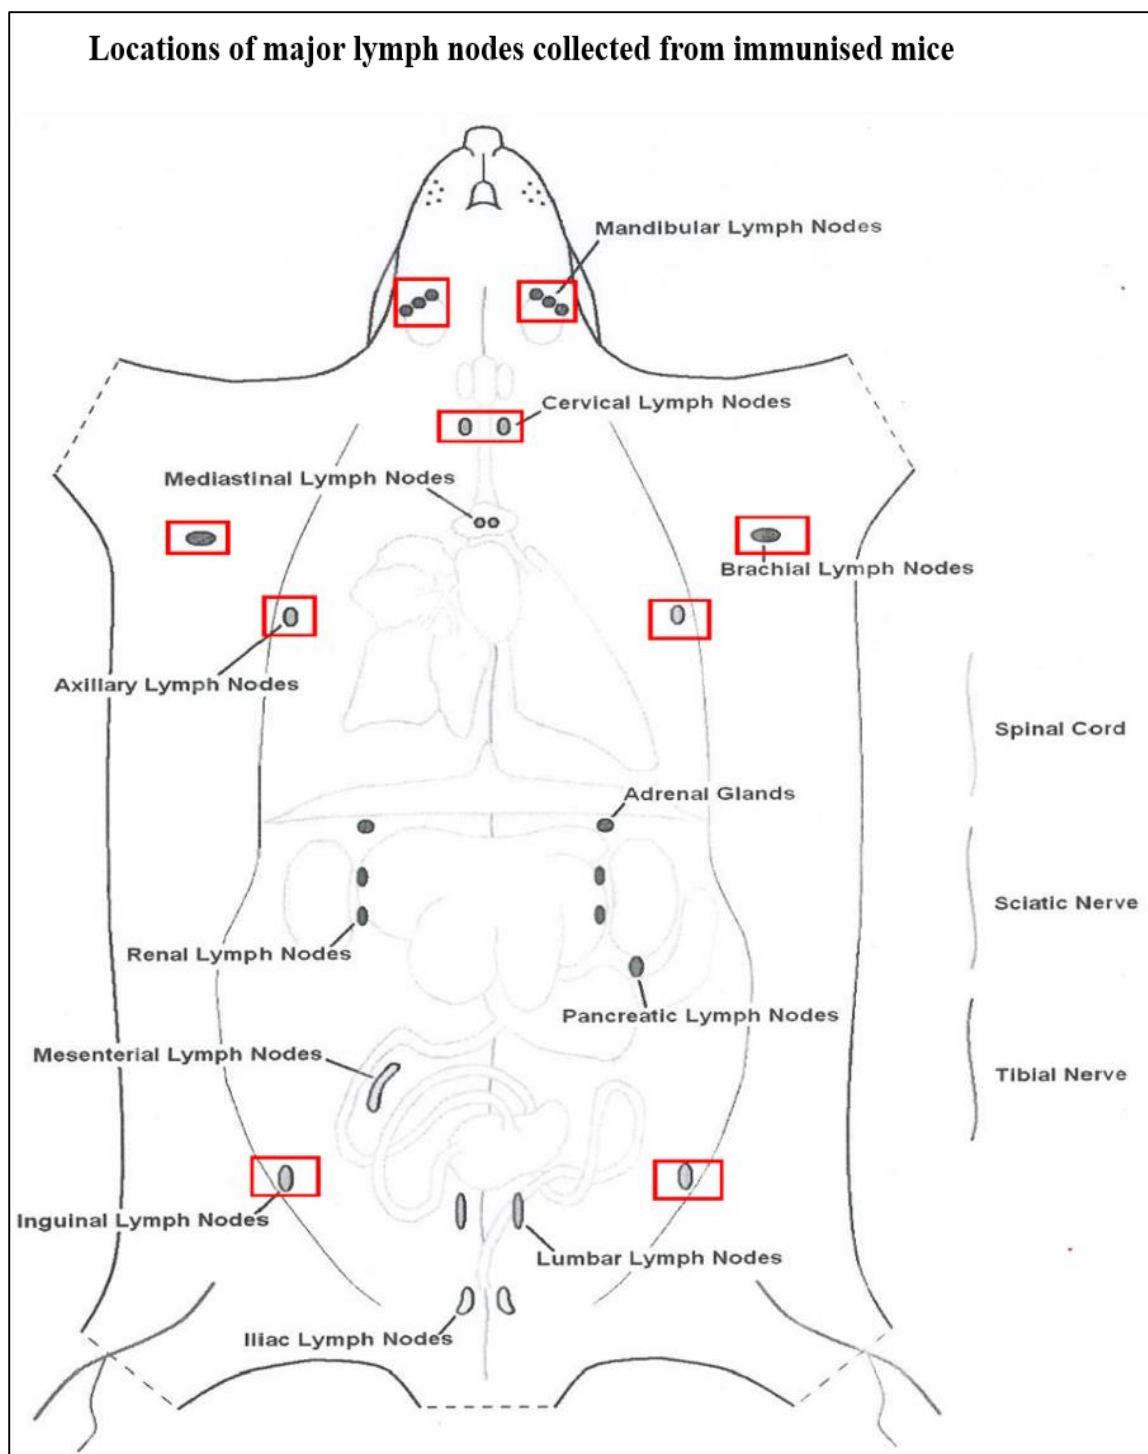 Locations of major lymph nodes collected from immunised mice
Mandibular Lymph Nodes
Cervical Lymph Nodes
Mediastinal Lymph Nodes
Brachial Lymph Nodes
Axillary Lymph Nodes
Spinal Cord
Adrenal Glands
Sciatic Nerve
Renal Lymph Nodes
Pancreatic Lymph Nodes
Mesenterial Lymph Nodes
Tibial Nerve
Inguinal Lymph Nodes
Lumbar Lymph Nodes
Iliac Lymph Nodes